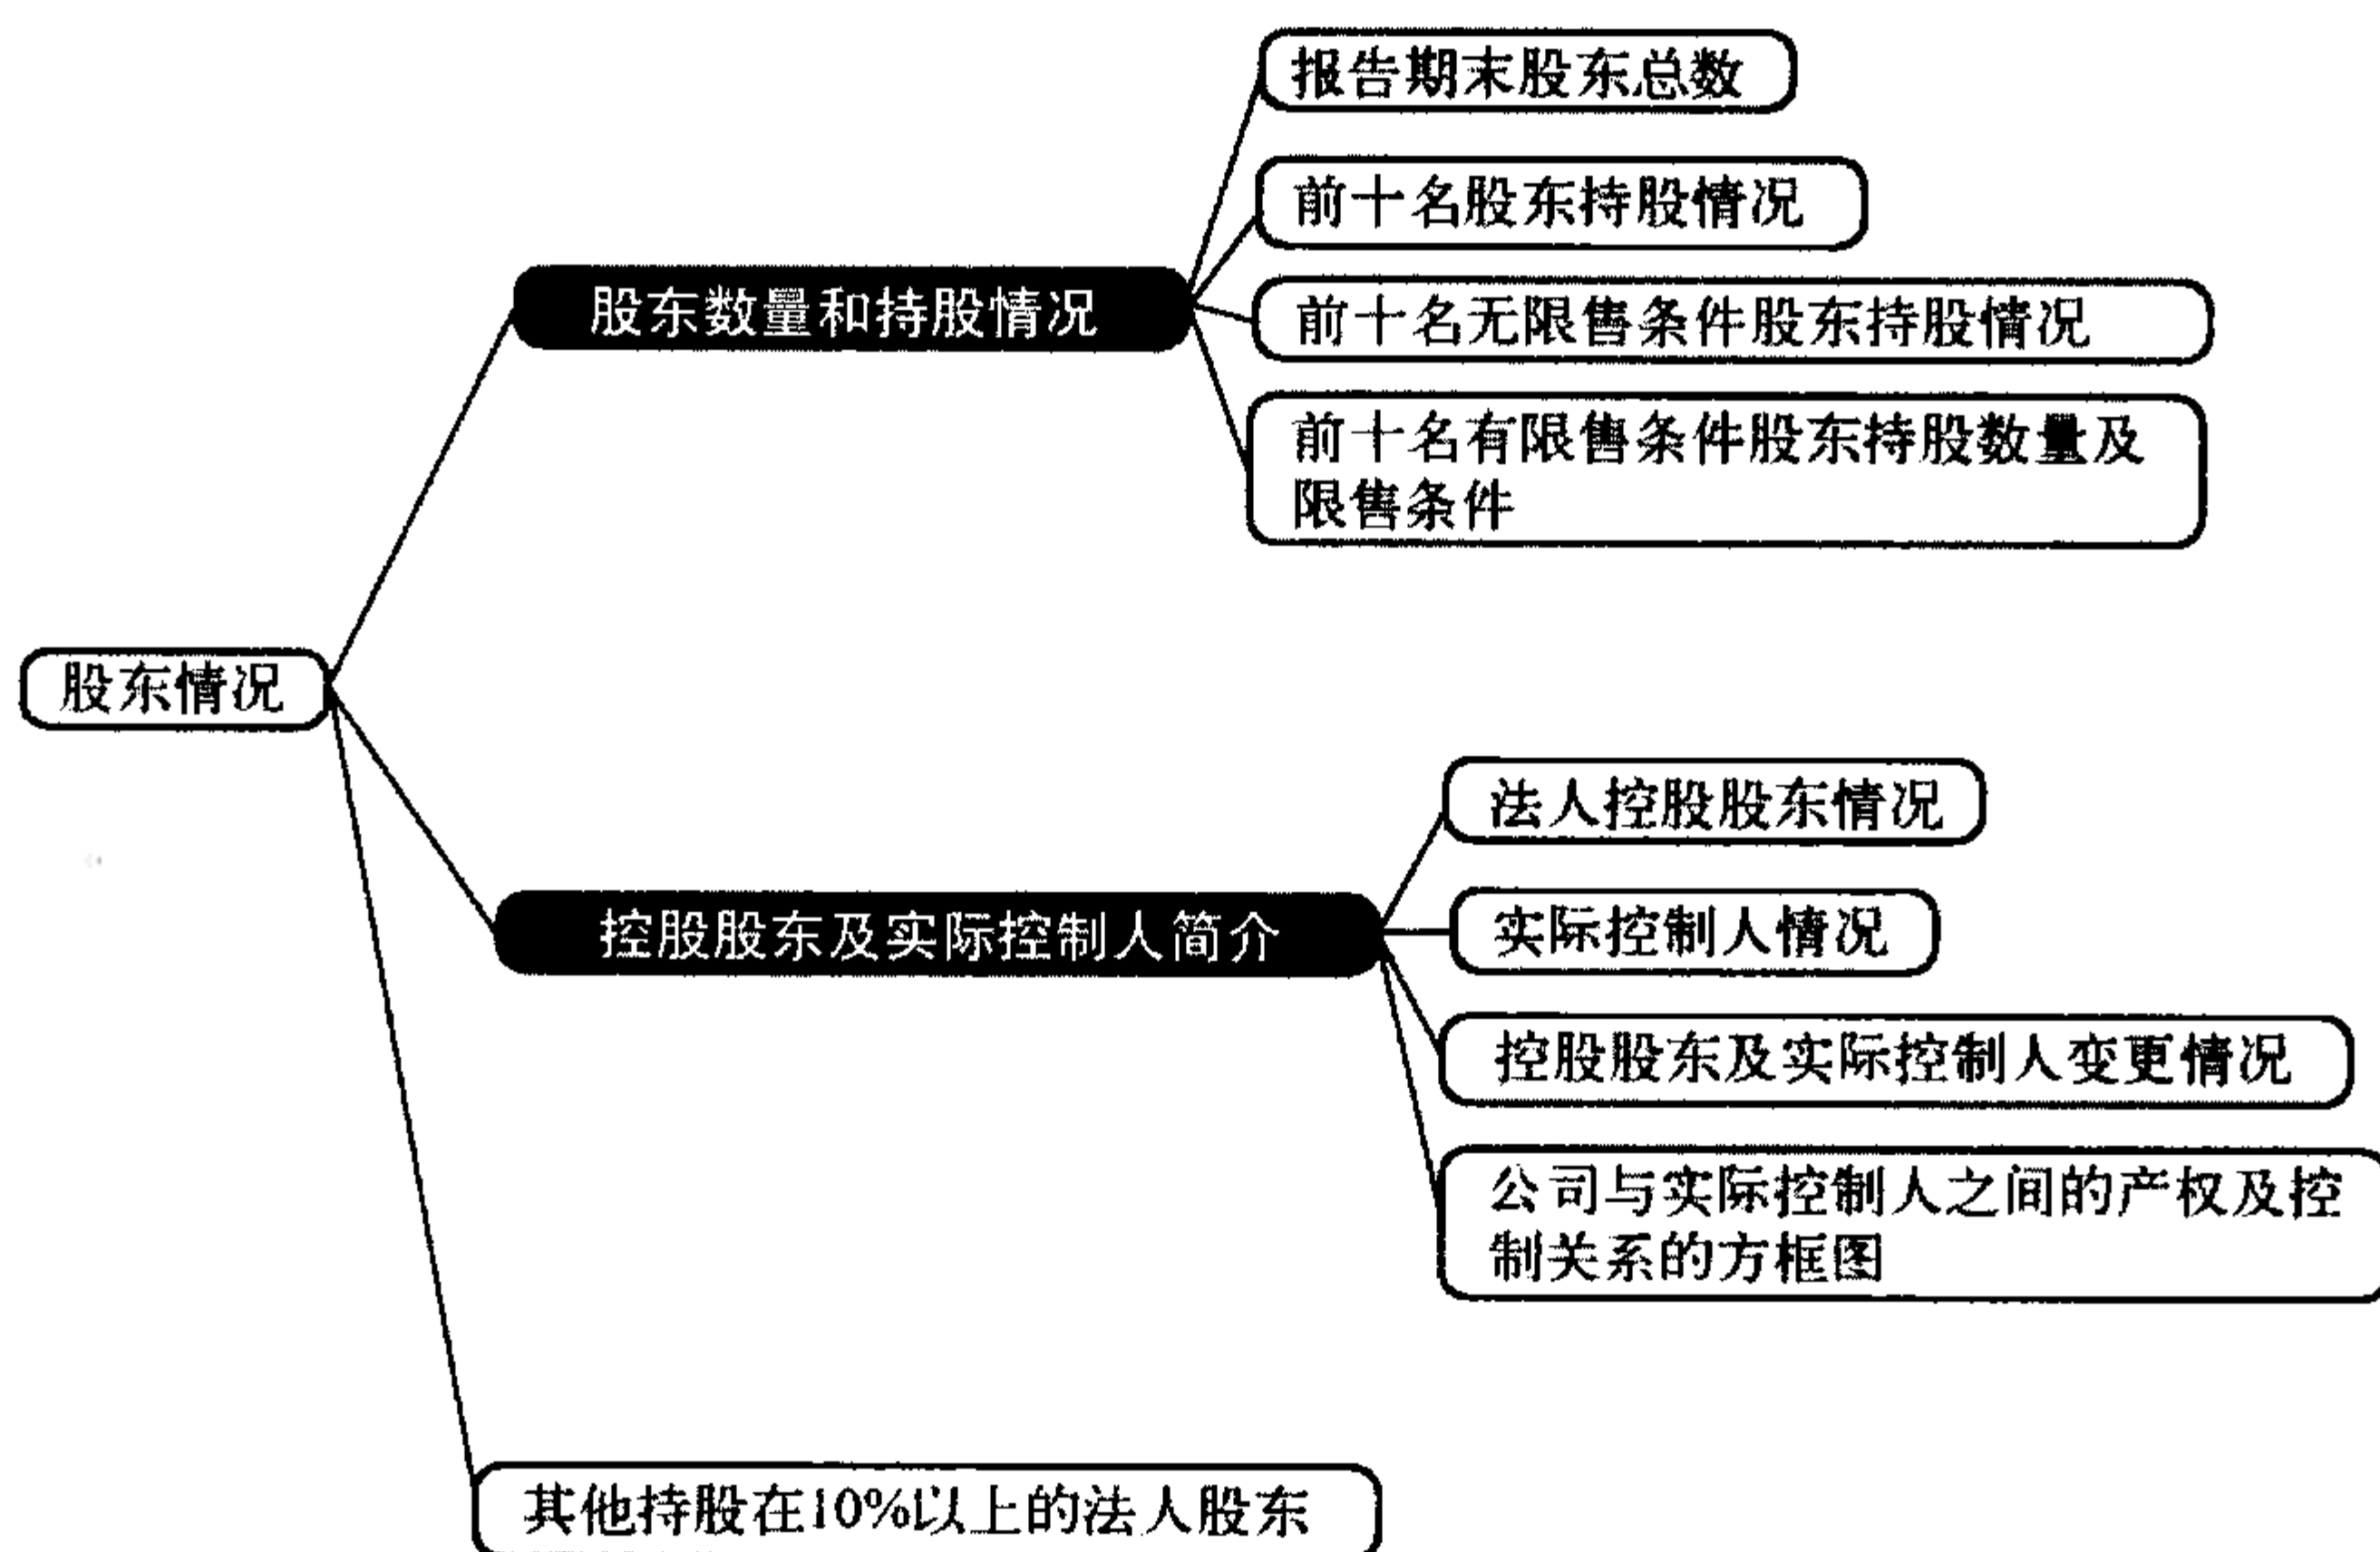 报告期末股东总数
前十名股东持股情况
股东数量和持股情况
前十名无限售条件股东持股情况
前十名有限售条件股东持股数量及
限售条件
股东情况
法人控股股东情况
控股股东及实际控制人简介
实际控制人情况
控股股东及实际控制人变更情况
公司与实际控制人之间的产权及控
制关系的方框图
其他持股在10%以上的法人股东